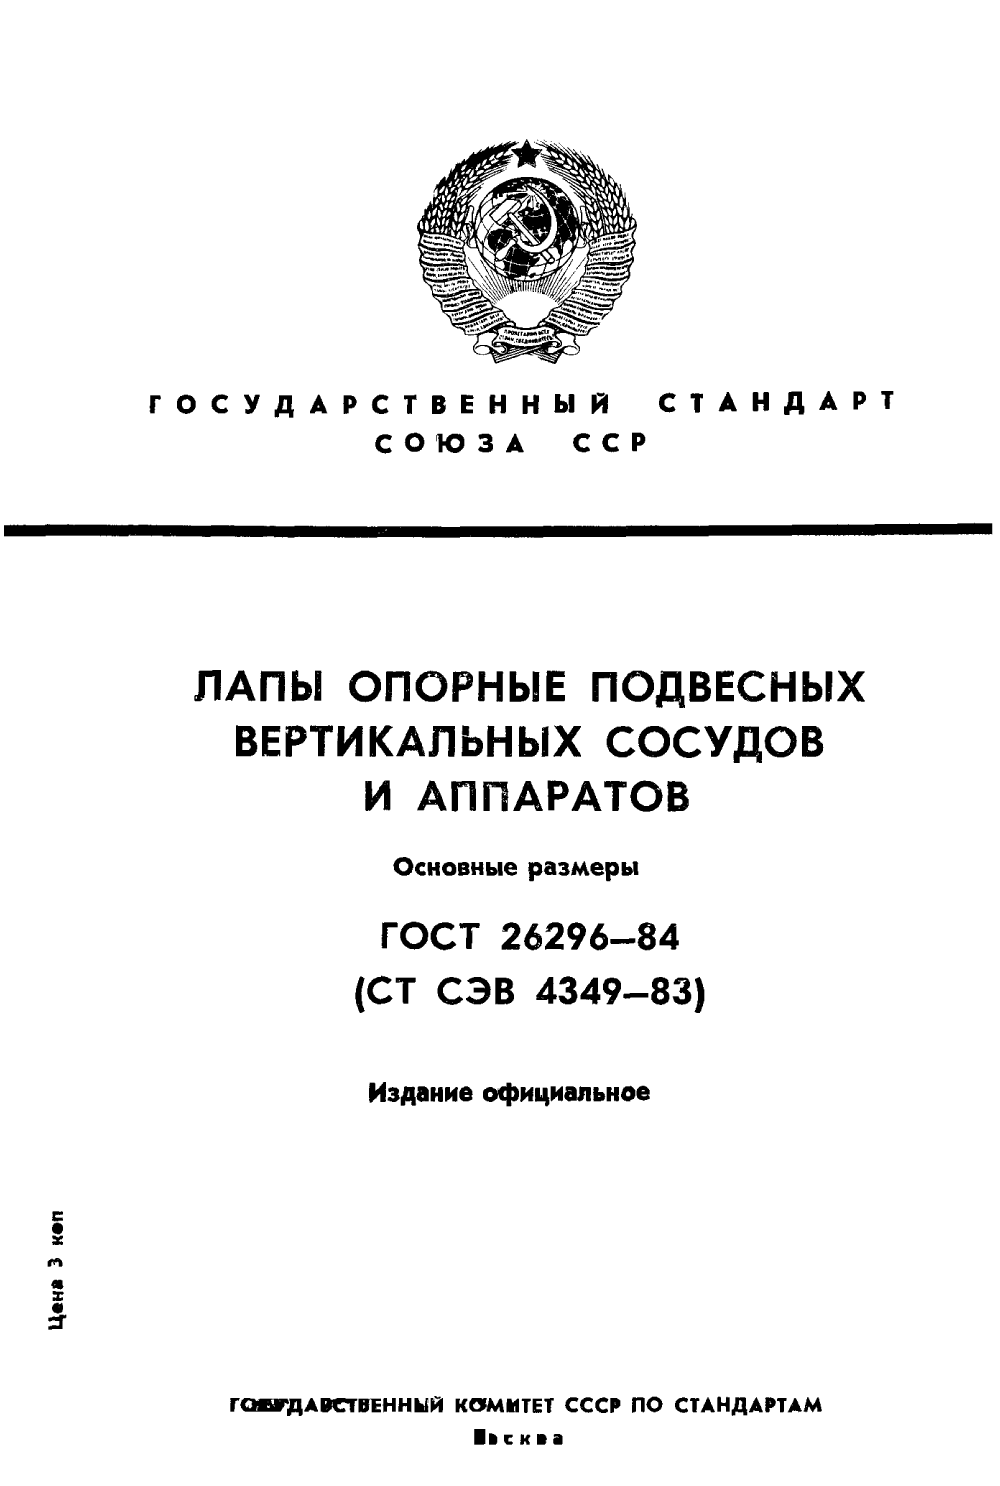 ГОСУДАРСТВЕННЫЙ СТАНДАРТ
СОЮЗА ССР
ЛАПЫ ОПОРНЫЕ ПОДВЕСНЫХ
ВЕРТИКАЛЬНЫХ СОСУДОВ
И АППАРАТОВ
Основные размеры
ГОСТ 26296—84
(СТ СЭВ 4349—83)
Издание официальное
Цена 3 коп
ГОСУДАРСТВЕННЫЙ КОМИТЕТ СССР ПО СТАНДАРТАМ
Москва